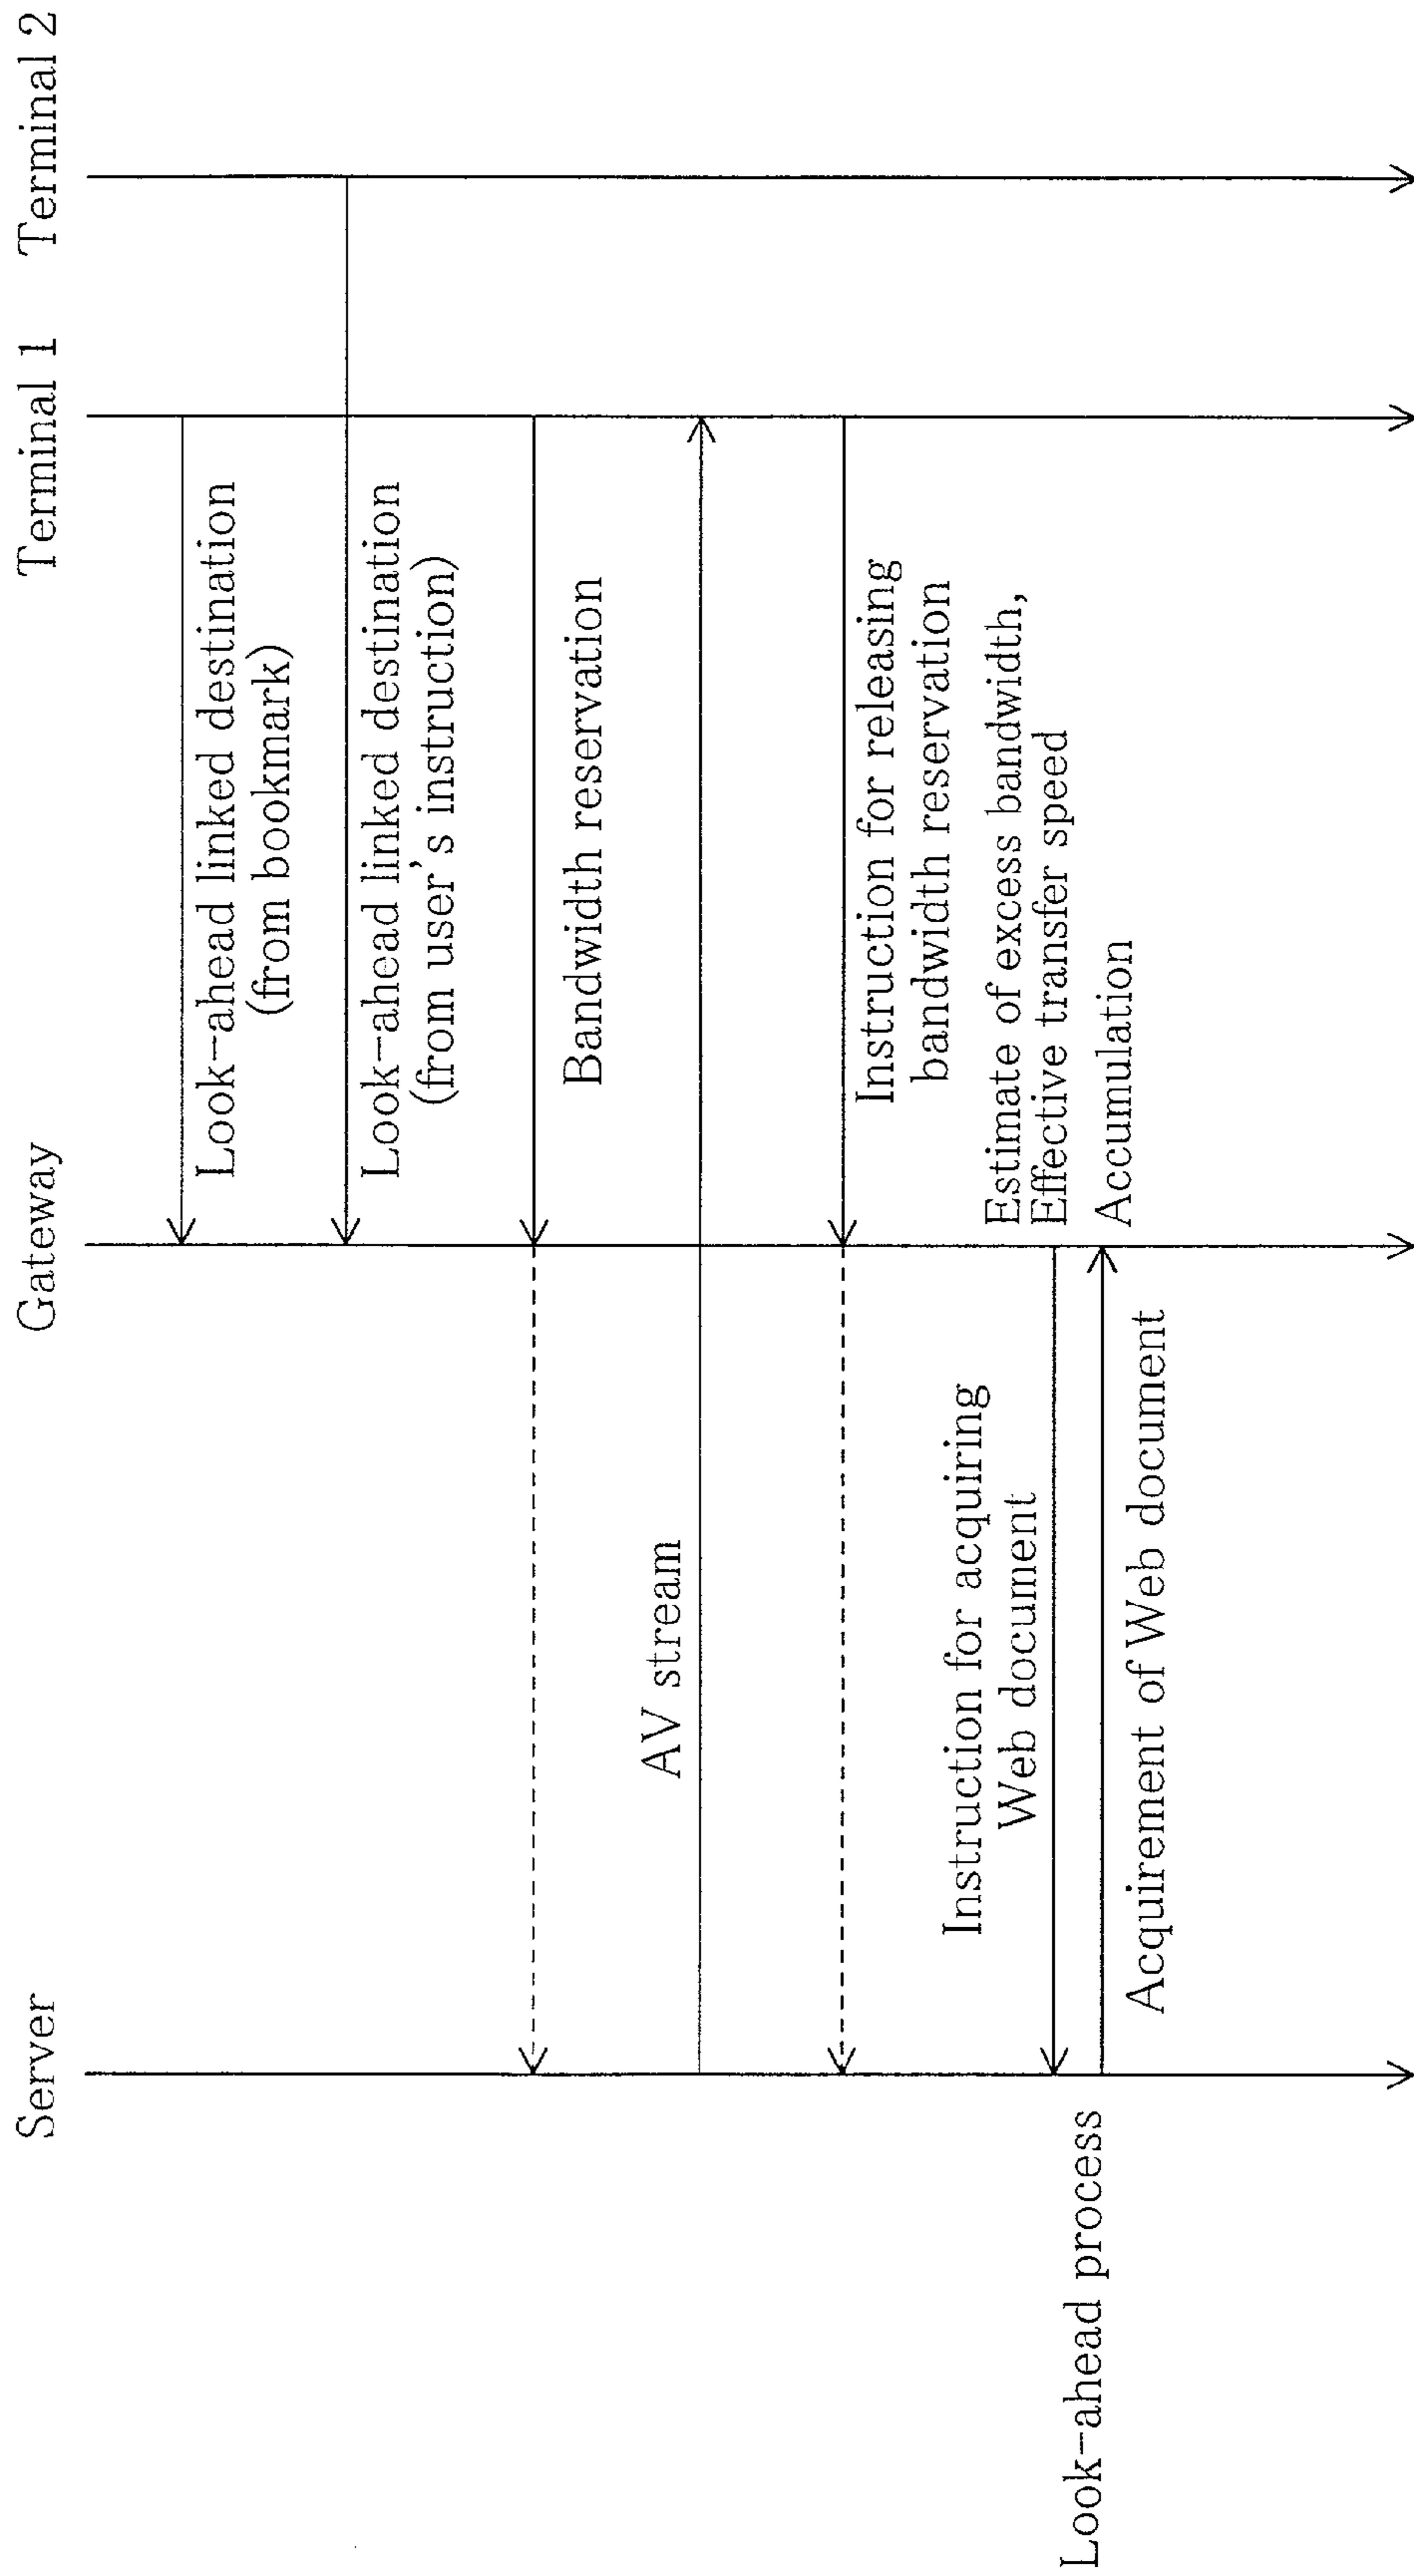 Server
Gateway
Terminal 1
Terminal 2
Look-ahead linked destination
(from bookmark)
Look-ahead linked destination
(from user's instruction)
Bandwidth reservation
AV stream
Instruction for releasing
bandwidth reservation
Instruction for acquiring
Web document
Estimate of excess bandwidth,
Effective transfer speed
Look-ahead process
Accumulation
Acquirement of Web document